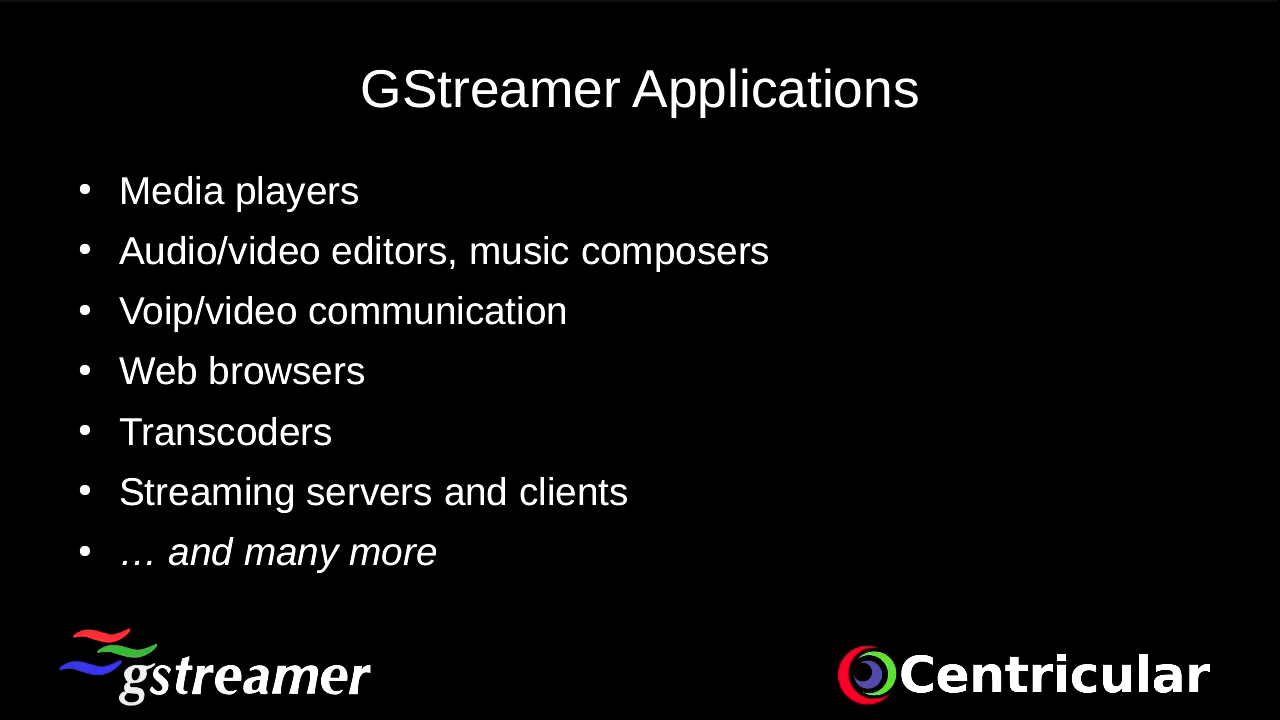 GStreamer Applications
• Media players
• Audio/video editors, music composers
• Voip/video communication
• Web browsers
• Transcoders
• Streaming servers and clients
• … and many more
gstreamer
Centricular